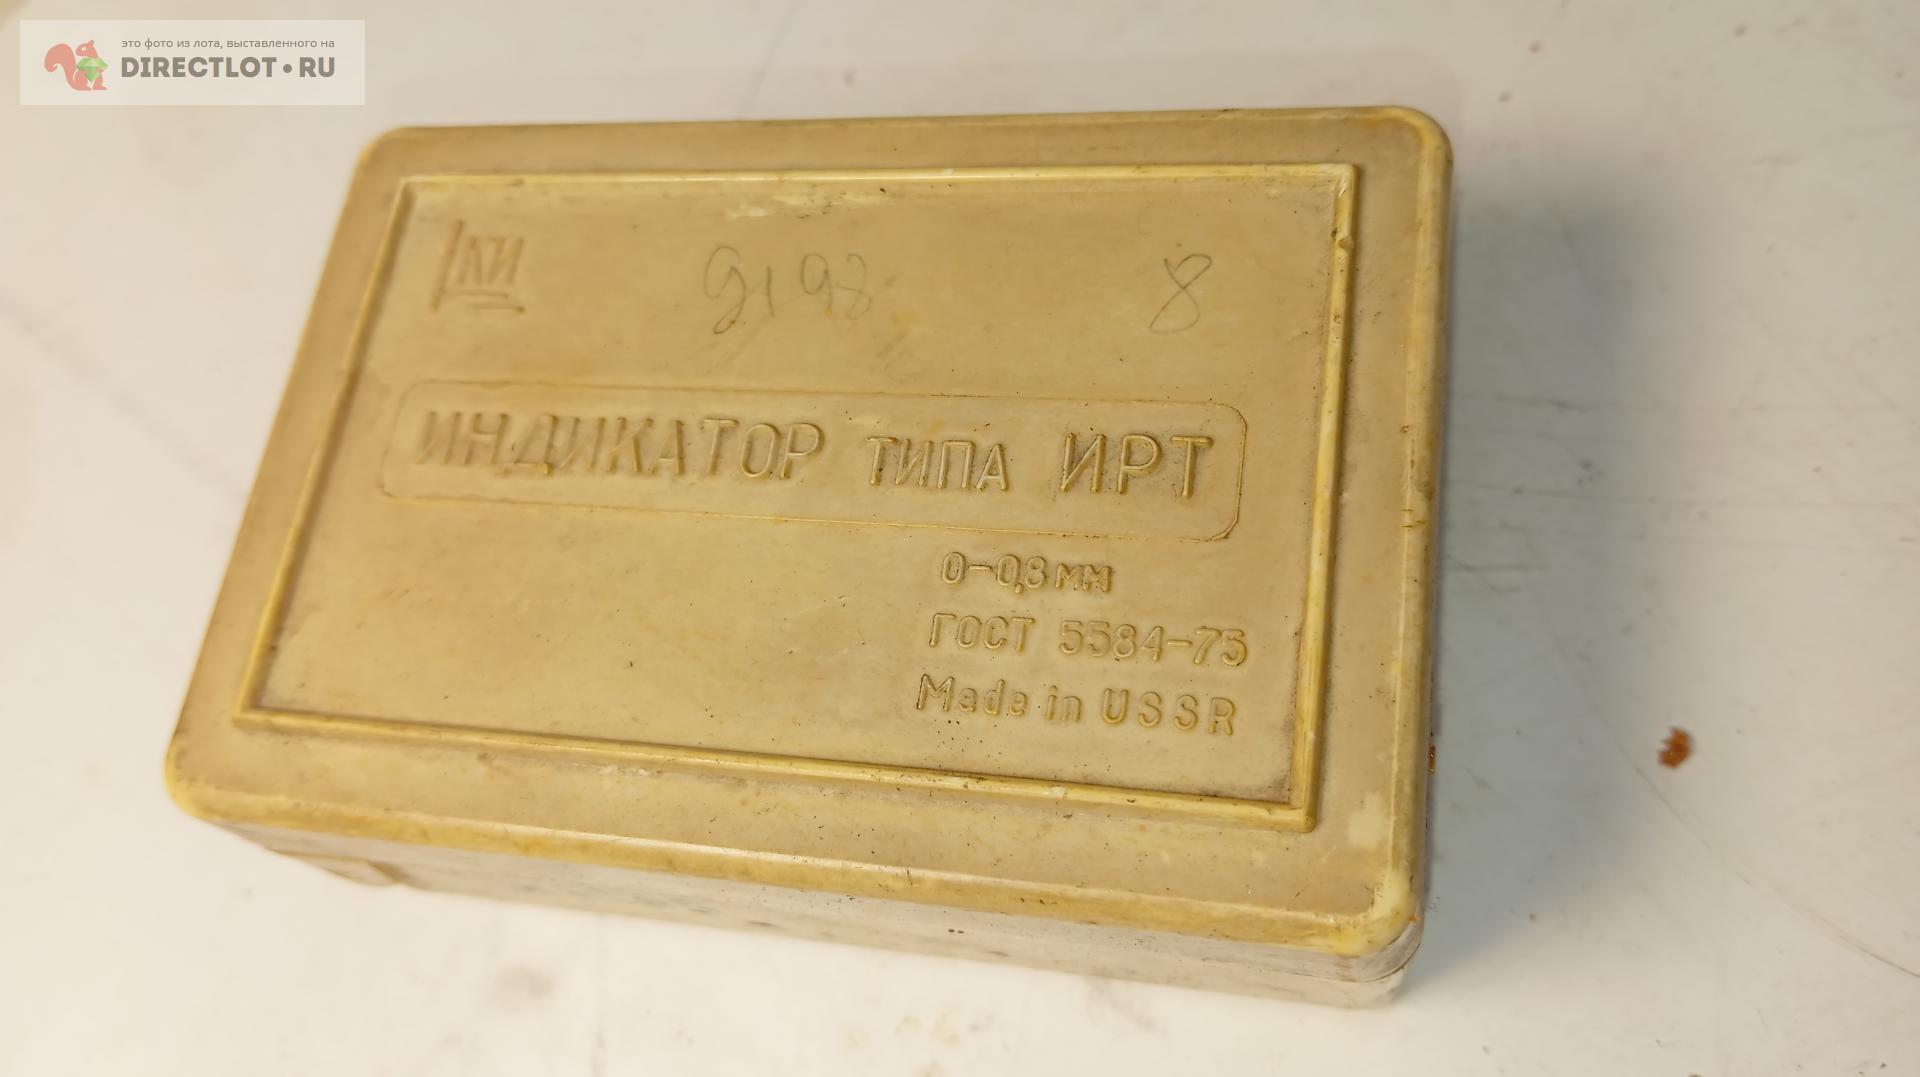 это фото из лота, выставленного на
DIRECTLOT•RU
КИ
9198
8
ИНДИКАТОР ТИПА ИРТ
0-0,8 мм
ГОСТ 5584-75
Made in USSR